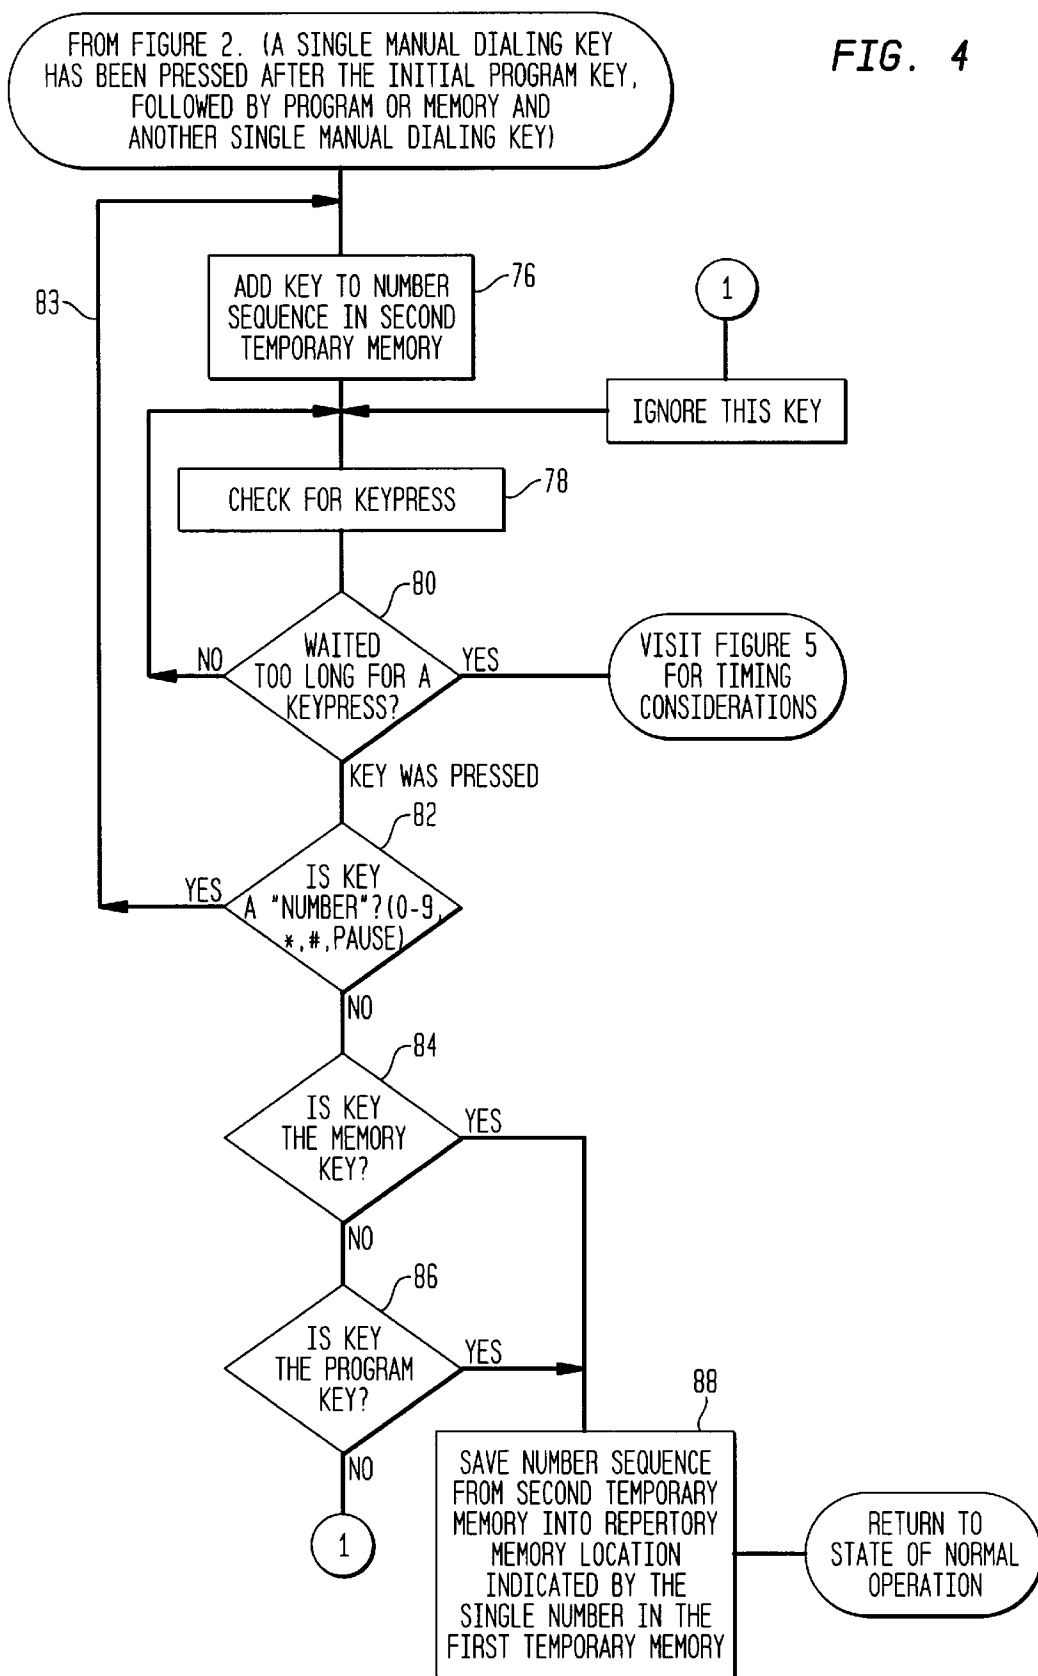 FROM FIGURE 2. (A SINGLE MANUAL DIALING KEY
HAS BEEN PRESSED AFTER THE INITIAL PROGRAM KEY,
FOLLOWED BY PROGRAM OR MEMORY AND
ANOTHER SINGLE MANUAL DIALING KEY)
FIG. 4
83
ADD KEY TO NUMBER
SEQUENCE IN SECOND
TEMPORARY MEMORY
76
1
IGNORE THIS KEY
CHECK FOR KEYPRESS
78
80
WAITED
TOO LONG FOR A
KEYPRESS?
NO
YES
VISIT FIGURE 5
FOR TIMING
CONSIDERATIONS
KEY WAS PRESSED
82
IS KEY
A "NUMBER"?(0-9,
*,#,PAUSE)
YES
NO
84
IS KEY
THE MEMORY
KEY?
YES
NO
86
IS KEY
THE PROGRAM
KEY?
YES
NO
1
88
SAVE NUMBER SEQUENCE
FROM SECOND TEMPORARY
MEMORY INTO REPERTORY
MEMORY LOCATION
INDICATED BY THE
SINGLE NUMBER IN THE
FIRST TEMPORARY MEMORY
RETURN TO
STATE OF NORMAL
OPERATION